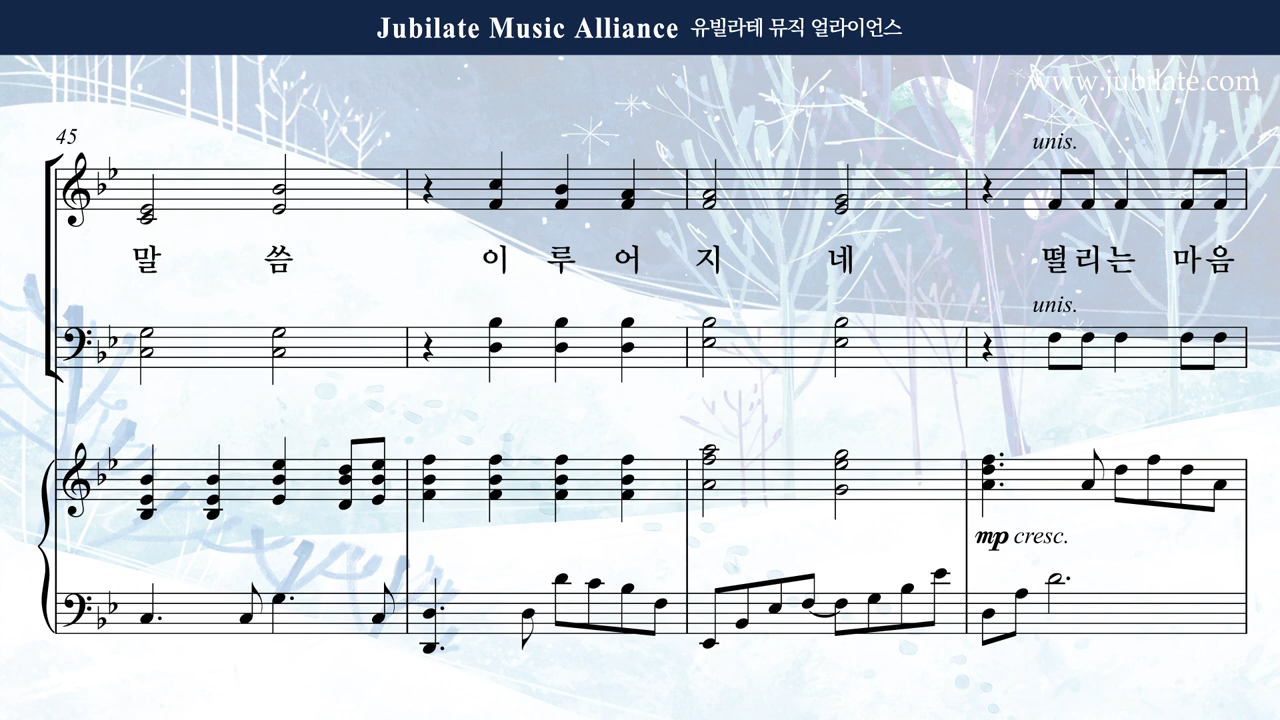 Jubilate Music Alliance 유빌라테 뮤직 얼라이언스
www.jubilate.com
45
unis.
말 씀 이 루 어 지 네 떨 리 는 마 음
unis.
mp cresc.